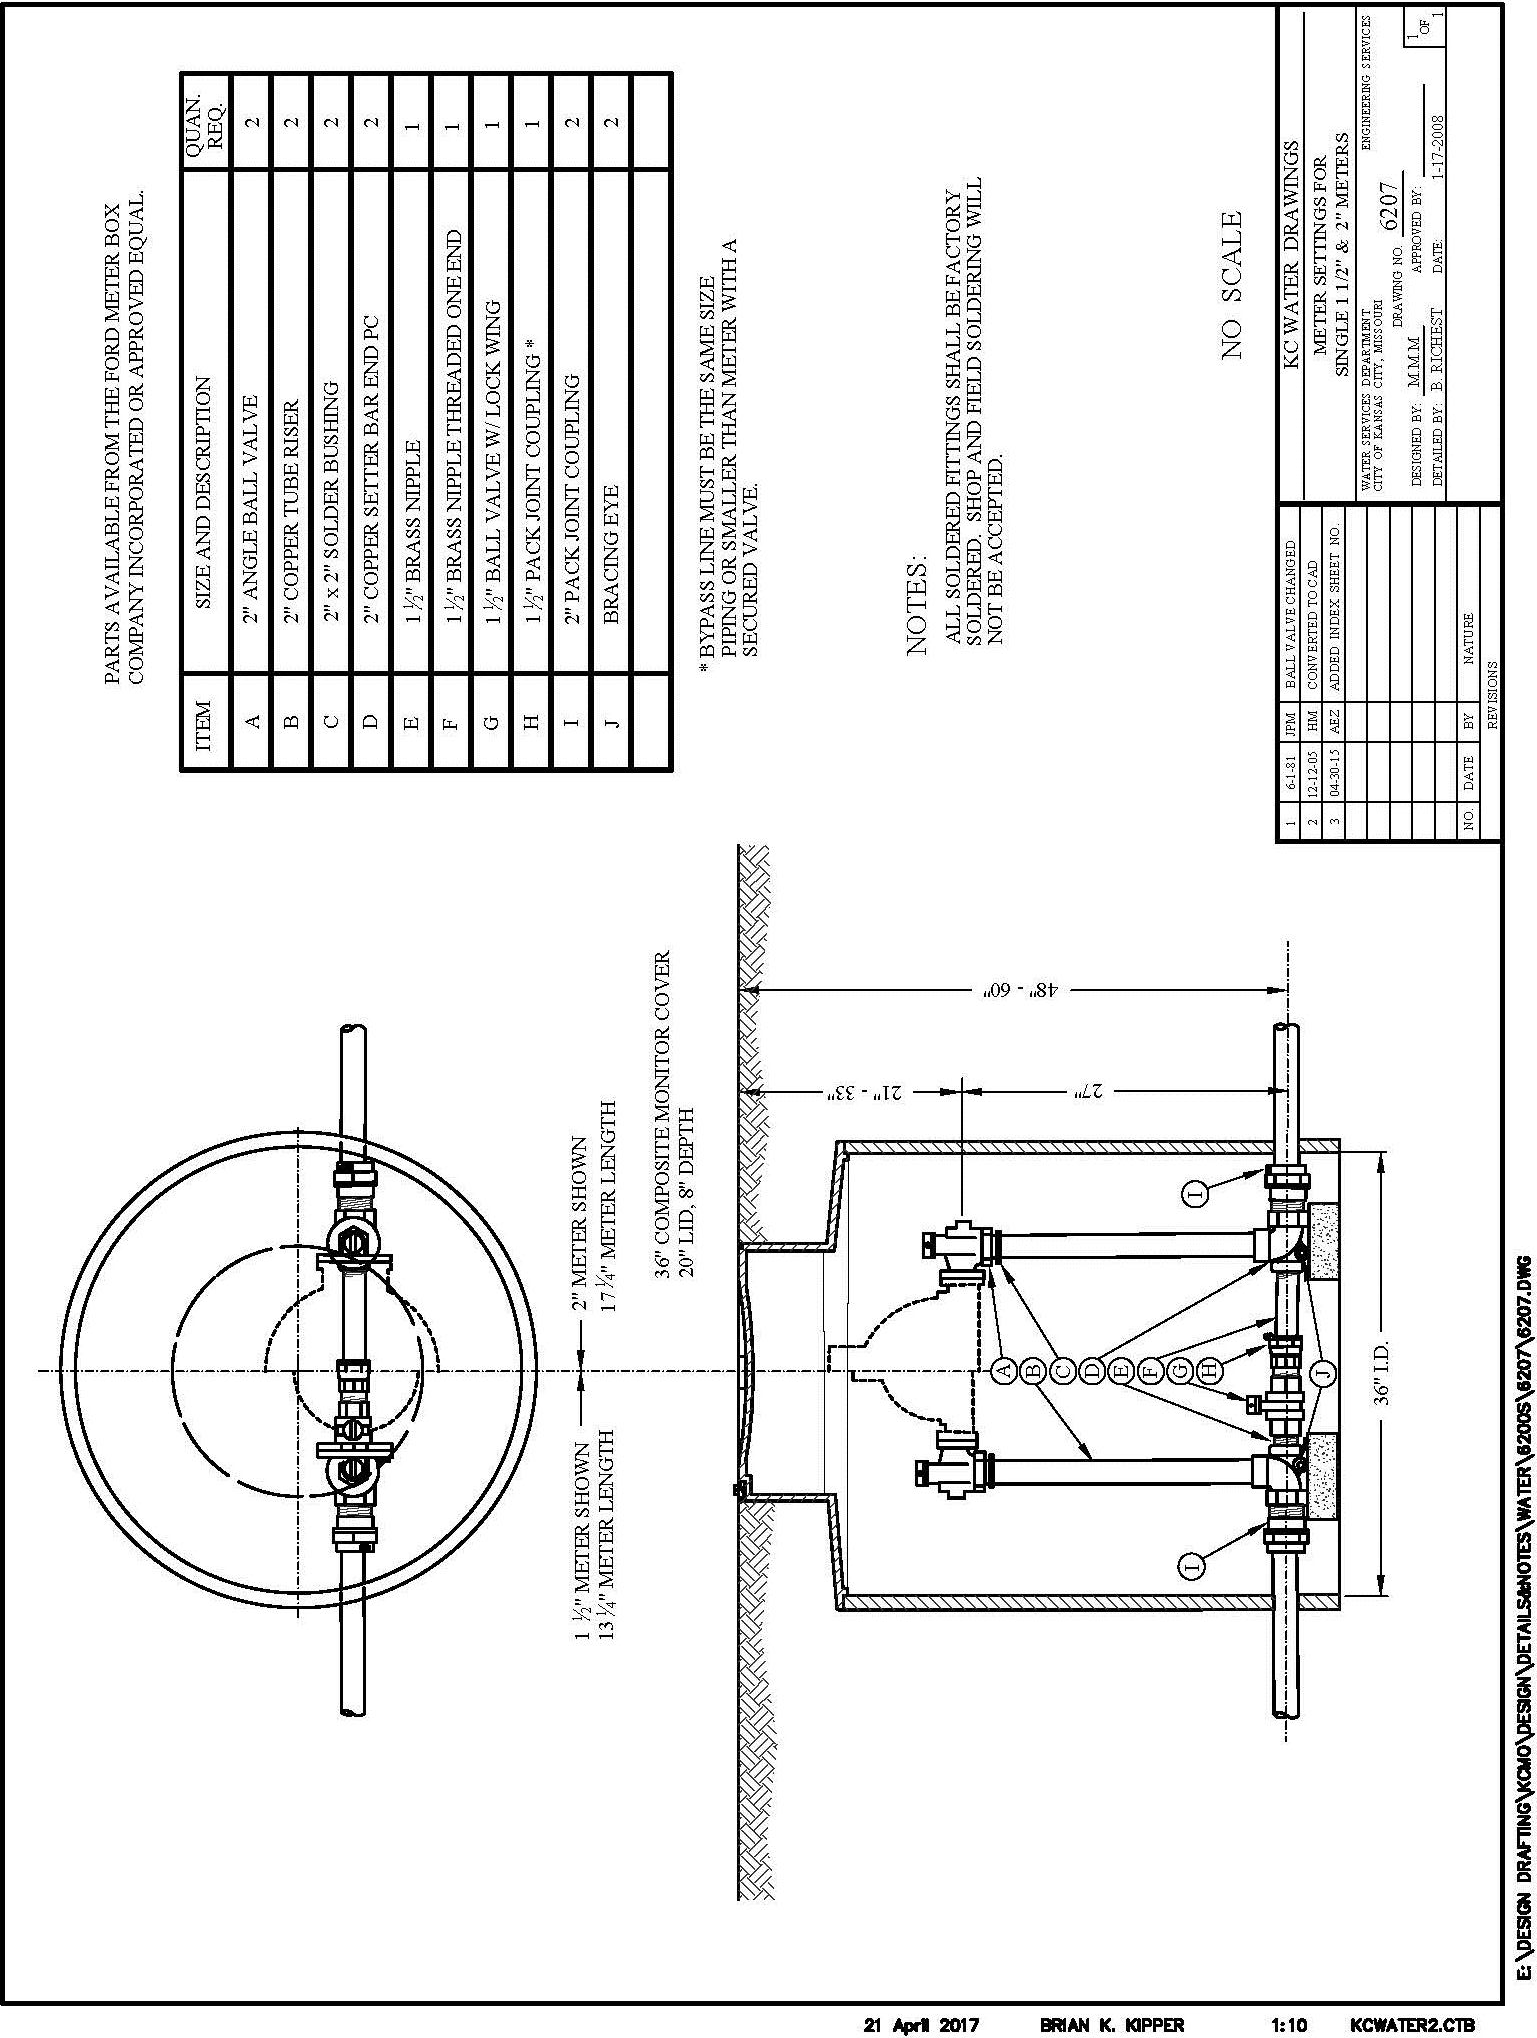 PARTS AVAILABLE FROM THE FORD METER BOX
COMPANY INCORPORATED OR APPROVED EQUAL.
ITEM SIZE AND DESCRIPTION QUAN. REQ.
A 2" ANGLE BALL VALVE 2
B 2" COPPER TUBE RISER 2
C 2" x 2" SOLDER BUSHING 2
D 2" COPPER SETTER BAR END PC 2
E 1 ½" BRASS NIPPLE 1
F 1 ½" BRASS NIPPLE THREADED ONE END 1
G 1 ½" BALL VALVE W/ LOCK WING 1
H 1 ½" PACK JOINT COUPLING * 1
I 2" PACK JOINT COUPLING 2
J BRACING EYE 2
* BYPASS LINE MUST BE THE SAME SIZE
PIPING OR SMALLER THAN METER WITH A
SECURED VALVE.
NOTES:
ALL SOLDERED FITTINGS SHALL BE FACTORY
SOLDERED. SHOP AND FIELD SOLDERING WILL
NOT BE ACCEPTED.
NO SCALE
1 ½" METER SHOWN
13 ¼" METER LENGTH
2" METER SHOWN
17 ¼" METER LENGTH
36" COMPOSITE MONITOR COVER
20" LID, 8" DEPTH
21" - 33"
48" - 60"
27"
A
B
C
D
E
F
G
H
I
I
J
36" I.D.
1 6-1-81 JPM BALL VALVE CHANGED
2 12-12-05 HM CONVERTED TO CAD
3 04-30-15 AEZ ADDED INDEX SHEET NO.
NO. DATE BY NATURE
REVISIONS
KC WATER DRAWINGS
METER SETTINGS FOR
SINGLE 1 1/2" & 2" METERS
WATER SERVICES DEPARTMENT ENGINEERING SERVICES
CITY OF KANSAS CITY, MISSOURI
DRAWING NO. 6207
DESIGNED BY: M.M.M APPROVED BY:
DETAILED BY: B. RICHEST DATE: 1-17-2008
1 OF 1
E:\DESIGN DRAFTING\KCMO\DESIGN\DETAILS&NOTES\WATER\6200S\6207\6207.DWG
21 April 2017 BRIAN K. KIPPER 1:10 KCWATER2.CTB